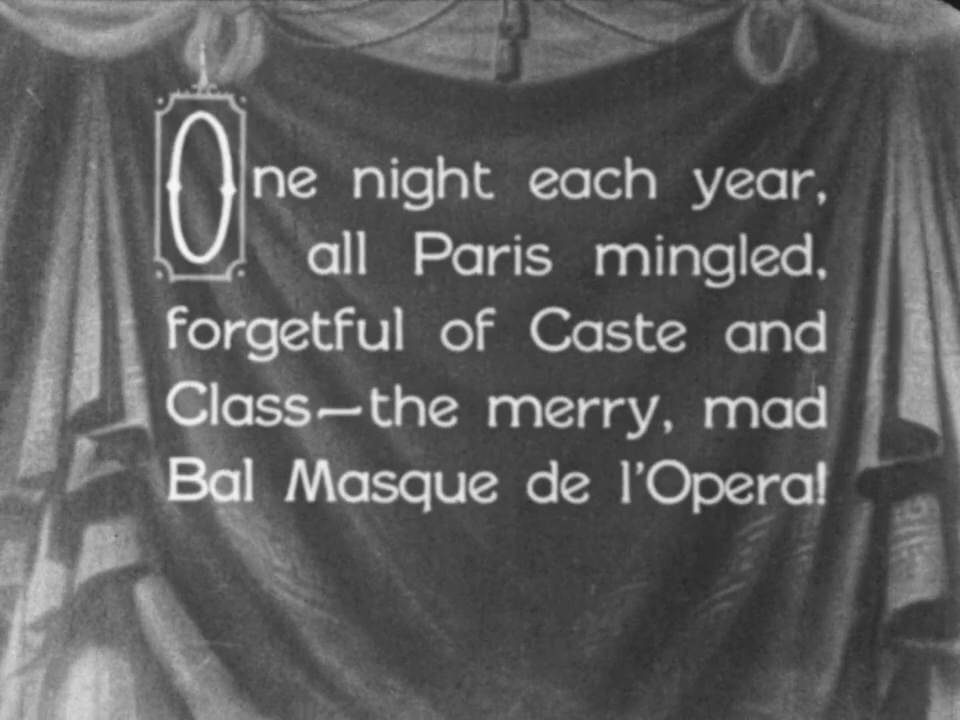 One night each year,
all Paris mingled,
forgetful of Caste and
Class—the merry, mad
Bal Masque de l'Opera!